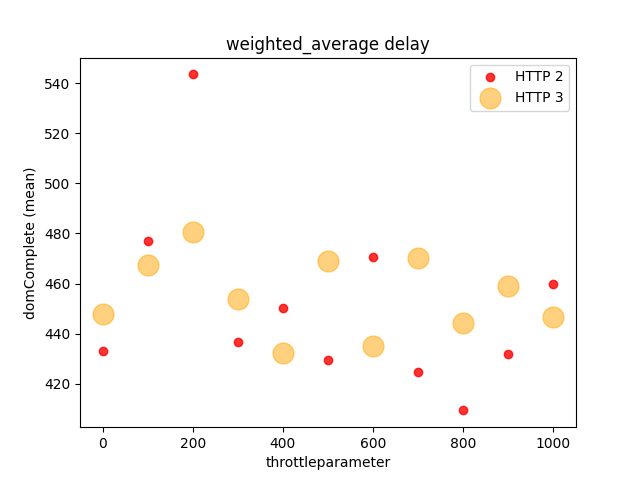 weighted_average delay
HTTP 2
HTTP 3
domComplete (mean)
540
520
500
480
460
440
420
0 200 400 600 800 1000
throttleparameter